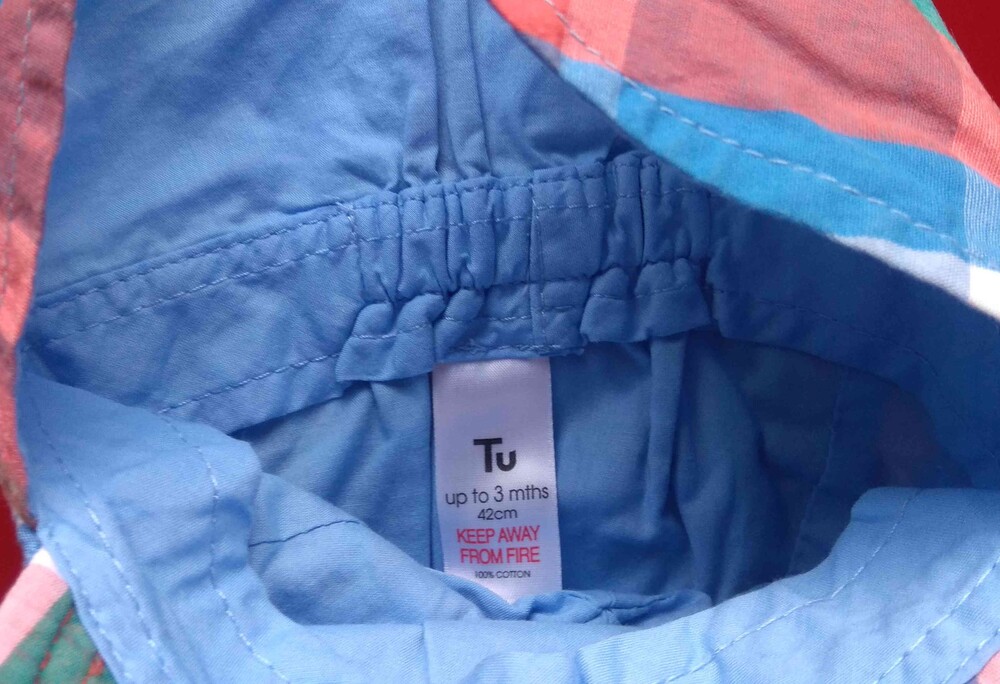 Tu
up to 3 mths
42cm
KEEP AWAY
FROM FIRE
100% COTTON